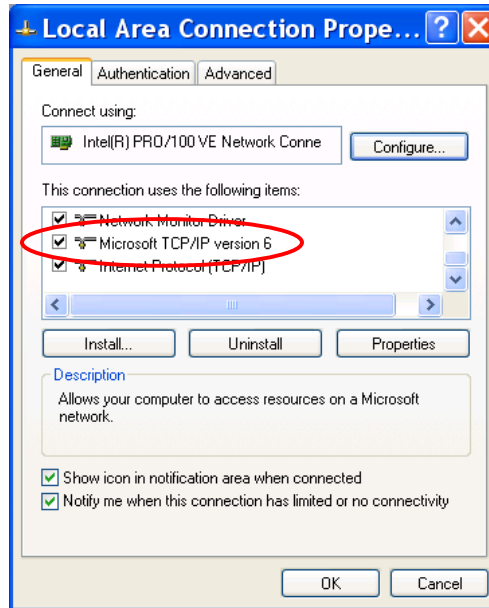 Local Area Connection Prope...
General Authentication Advanced
Connect using:
Intel(R) PRO/100 VE Network Conne
Configure...
This connection uses the following items:
Network Monitor Driver
Microsoft TCP/IP version 6
Internet Protocol (TCP/IP)
Install... Uninstall Properties
Description
Allows your computer to access resources on a Microsoft
network.
Show icon in notification area when connected
Notify me when this connection has limited or no connectivity
OK Cancel